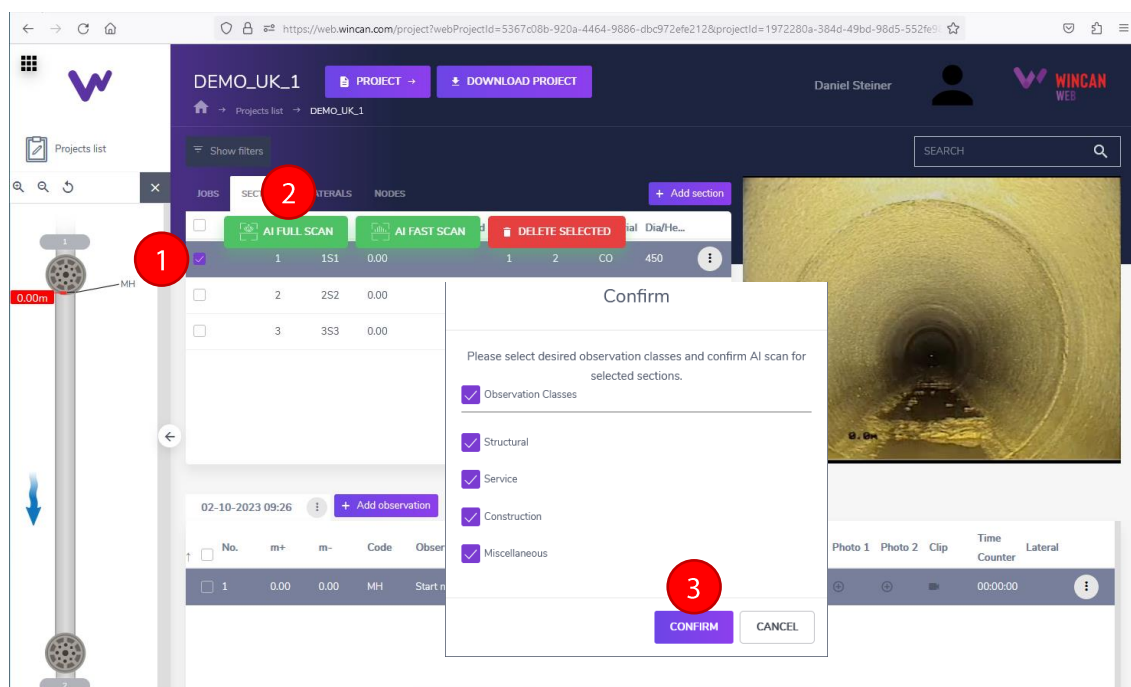 https://web.wincan.com/project?webProjectId=5367c08b-920a-4464-9886-dbc972efe212&projectId=1972280a-384d-49bd-98d5-552fe9
DEMO_UK_1
PROJECT →
DOWNLOAD PROJECT
Daniel Steiner
WINCAN
WEB
→ Projects list → DEMO_UK_1
Projects list
Show filters
SEARCH
JOBS
2
NODES
+ Add section
AI FULL SCAN
AI FAST SCAN
DELETE SELECTED
Dia/He...
1
1
1S1
0.00
1
2
CO
450
1
MH
0.00m
2
2S2
0.00
3
3S3
0.00
Confirm
Please select desired observation classes and confirm AI scan for
selected sections.
Observation Classes
Structural
Service
Construction
Miscellaneous
3
CONFIRM
CANCEL
0.0m
02-10-2023 09:26
+ Add observation
No.
m+
m-
Code
Photo 1
Photo 2
Clip
Time
Counter
Lateral
1
0.00
0.00
MH
Start
00:00:00
2